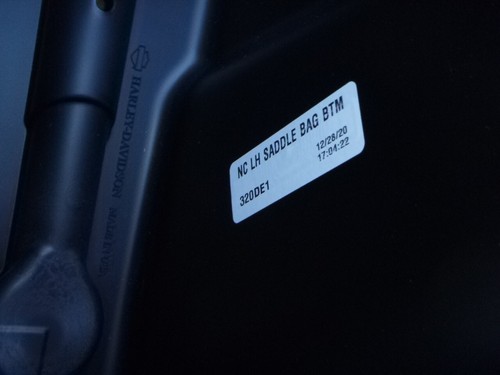 HARLEY-DAVIDSON
NC LH SADDLE BAG BTM
12/28/20
320DE1
17:04:22